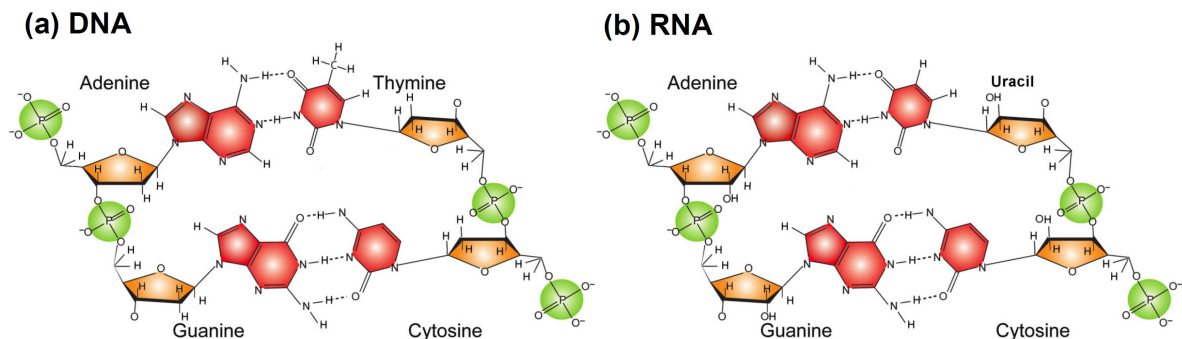 (a) DNA
(b) RNA
Adenine
Thymine
Guanine
Cytosine
Adenine
Uracil
Guanine
Cytosine